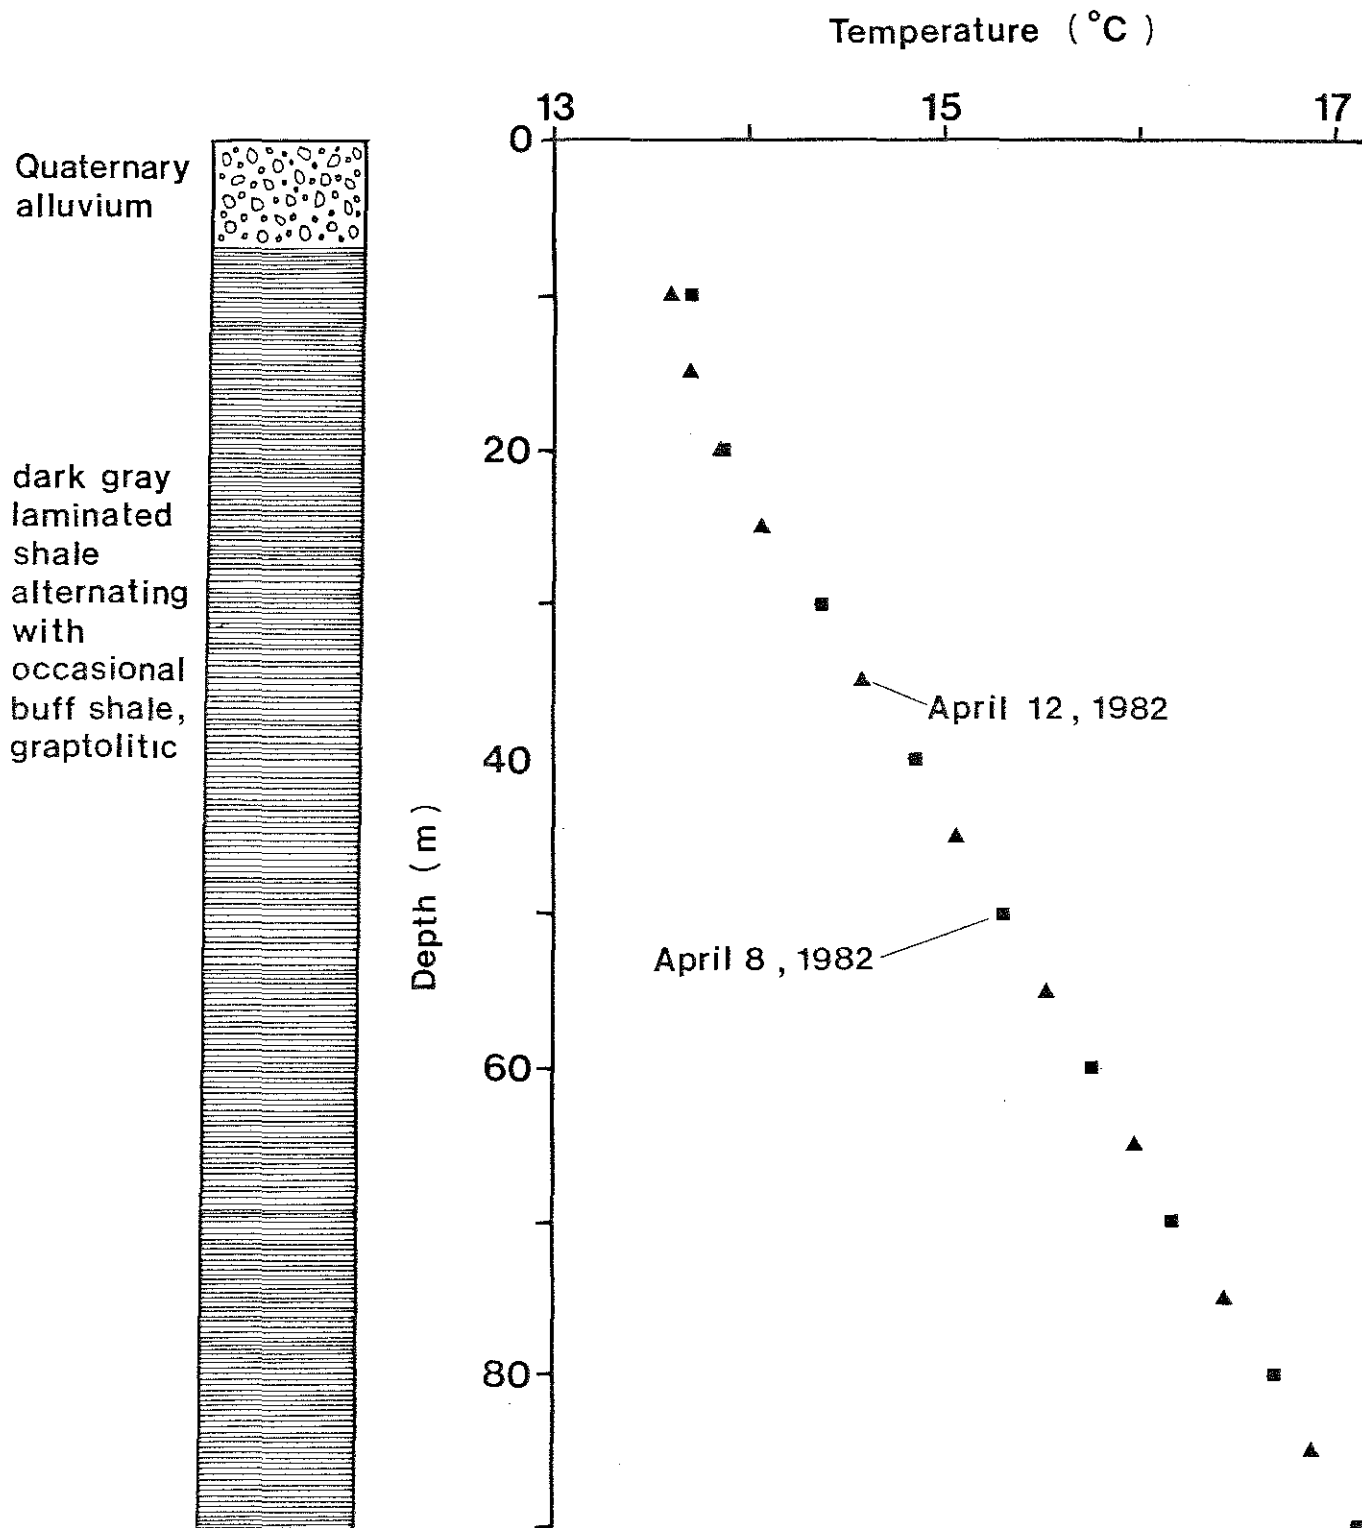 Temperature (°C)
13 15 17
0
Quaternary
alluvium
20
dark gray
laminated
shale
alternating
with
occasional
buff shale,
graptolitic
April 12, 1982
40
Depth (m)
April 8, 1982
60
80